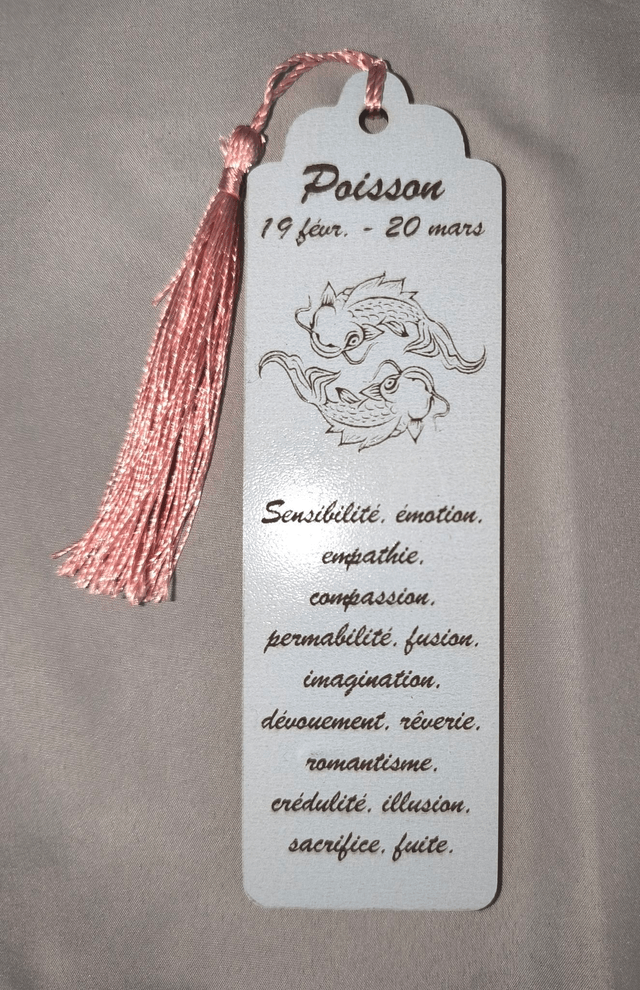 Poisson
19 févr. - 20 mars
Sensibilité, émotion,
empathie,
compassion,
permabilité, fusion,
imagination,
dévouement, rêverie,
romantisme,
crédulité, illusion,
sacrifice, fuite.